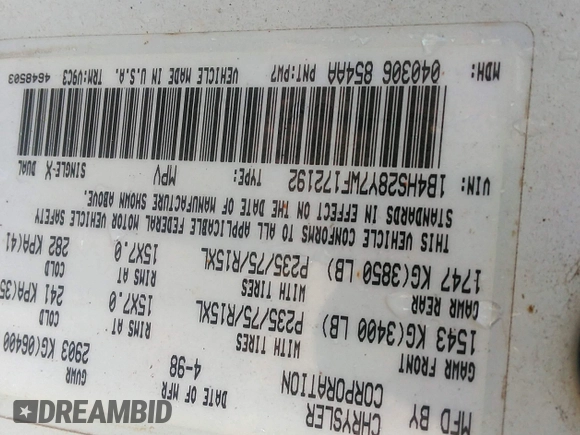 MFD BY CHRYSLER CORPORATION DATE OF MFR 4-98 GVWR 2903 KG(06400
GAWR FRONT WITH TIRES RIMS AT COLD
1543 KG(3400 LB) P235/75/R15XL 15X7.0 241 KPA(35
GAWR REAR WITH TIRES RIMS AT COLD
1747 KG(3850 LB) P235/75/R15XL 15X7.0 282 KPA(41
THIS VEHICLE CONFORMS TO ALL APPLICABLE FEDERAL MOTOR VEHICLE SAFETY
STANDARDS IN EFFECT ON THE DATE OF MANUFACTURE SHOWN ABOVE.
VIN: 1B4HS28Y7WF172192 TYPE: MPV SINGLE-X DUAL
MDH: 040306 854AA PNT:PW7 VEHICLE MADE IN U.S.A. TRM:V9C3 4648503
DREAMBID